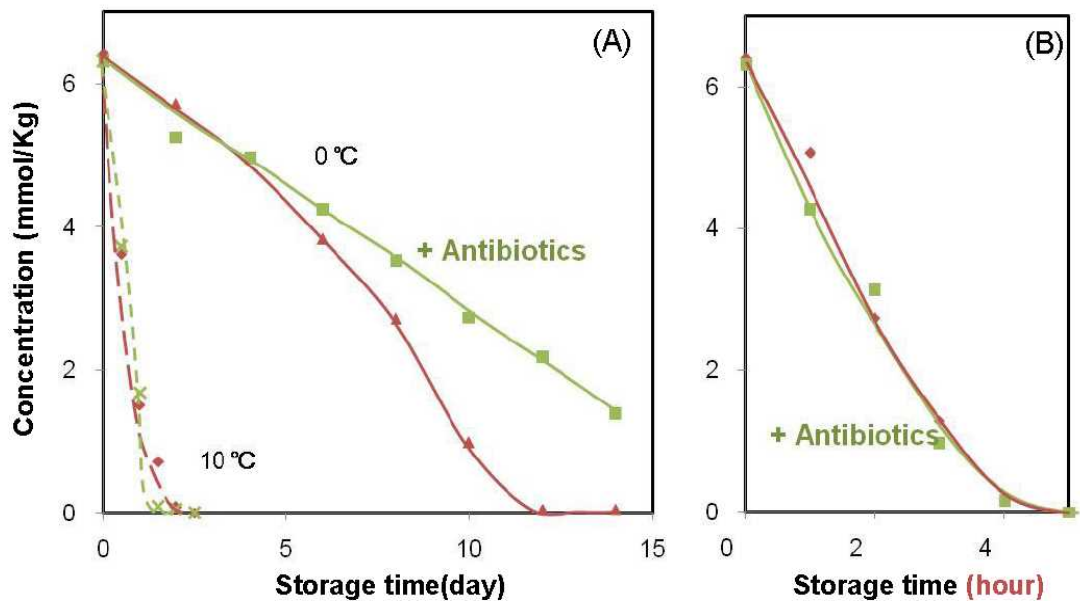 (A)
6
0 °C
4
+ Antibiotics
2
10 °C
0
0
5
10
15
Concentration (mmol/Kg)
Storage time(day)
(B)
6
4
2
+ Antibiotics
0
0
2
4
Storage time (hour)